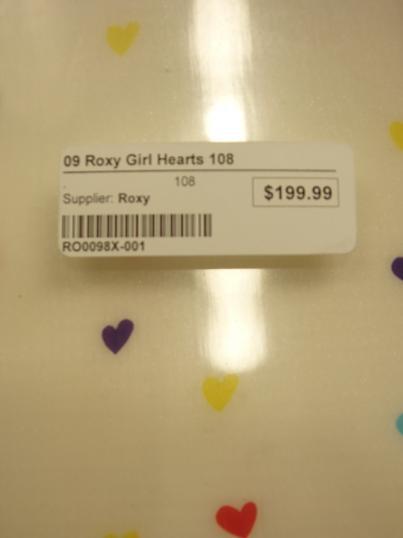 09 Roxy Girl Hearts 108
108
Supplier: Roxy
$199.99
RO0098X-001